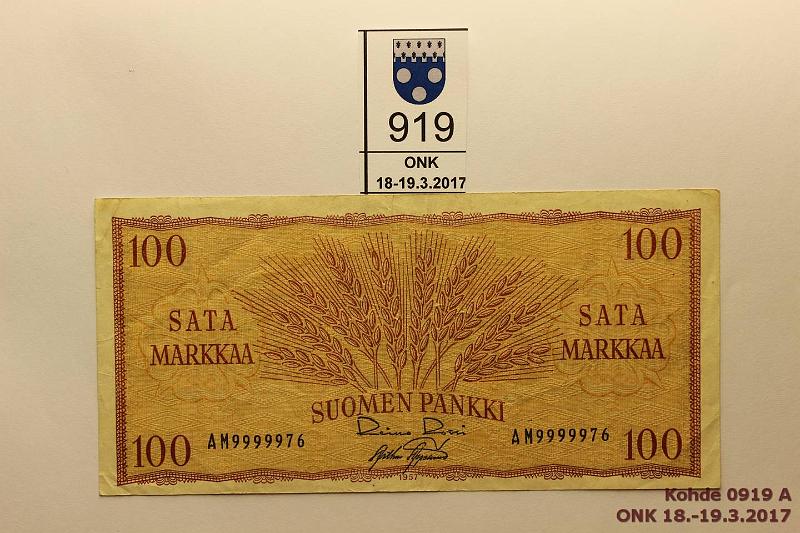 919
ONK
18-19.3.2017
100
100
SATA
MARKKAA
SATA
MARKKAA
SUOMEN PANKKI
100
AM9999976
AM9999976
100
1957
Kohde 0919 A
ONK 18.-19.3.2017